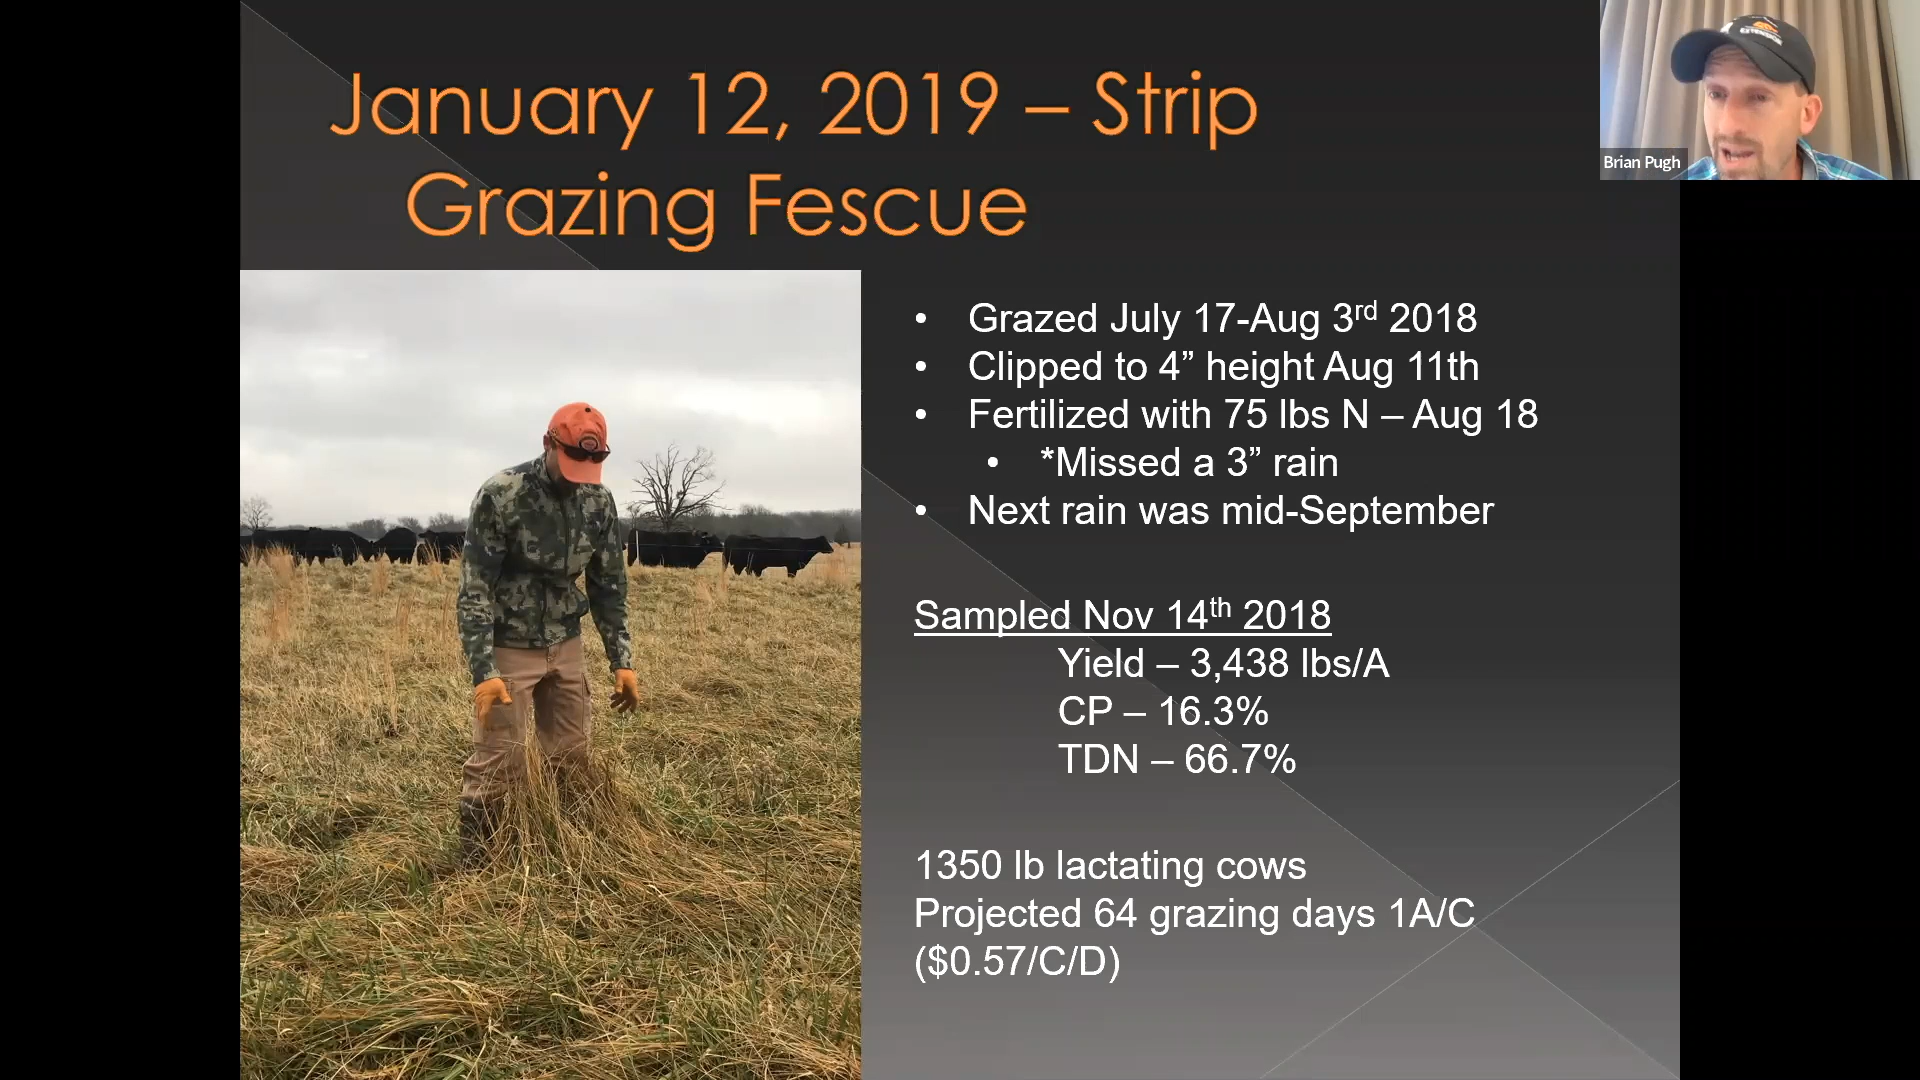 January 12, 2019 – Strip
Grazing Fescue
EXTENSION
Brian Pugh
• Grazed July 17-Aug 3rd 2018
• Clipped to 4” height Aug 11th
• Fertilized with 75 lbs N – Aug 18
• *Missed a 3” rain
• Next rain was mid-September
Sampled Nov 14th 2018
Yield – 3,438 lbs/A
CP – 16.3%
TDN – 66.7%
1350 lb lactating cows
Projected 64 grazing days 1A/C
($0.57/C/D)